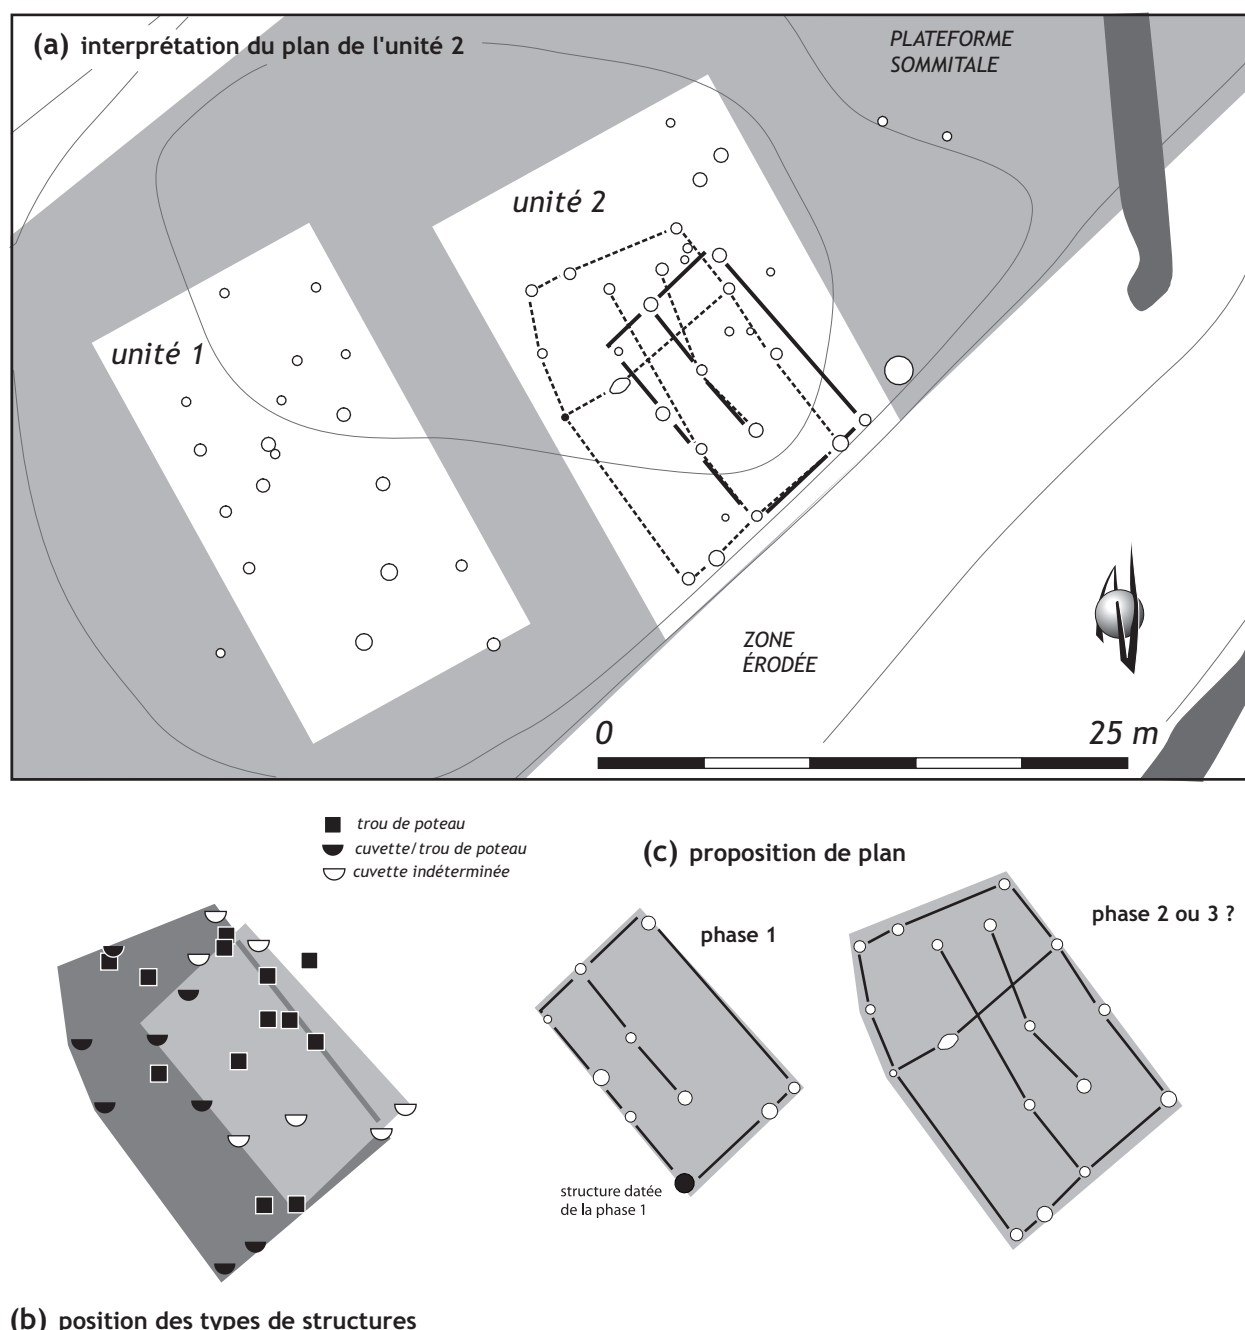 (a) interprétation du plan de l'unité 2
PLATEFORME
SOMMITALE
unité 2
unité 1
ZONE
ÉRODÉE
0 25 m
trou de poteau
cuvette/trou de poteau
cuvette indéterminée
(c) proposition de plan
phase 1
phase 2 ou 3 ?
structure datée
de la phase 1
(b) position des types de structures